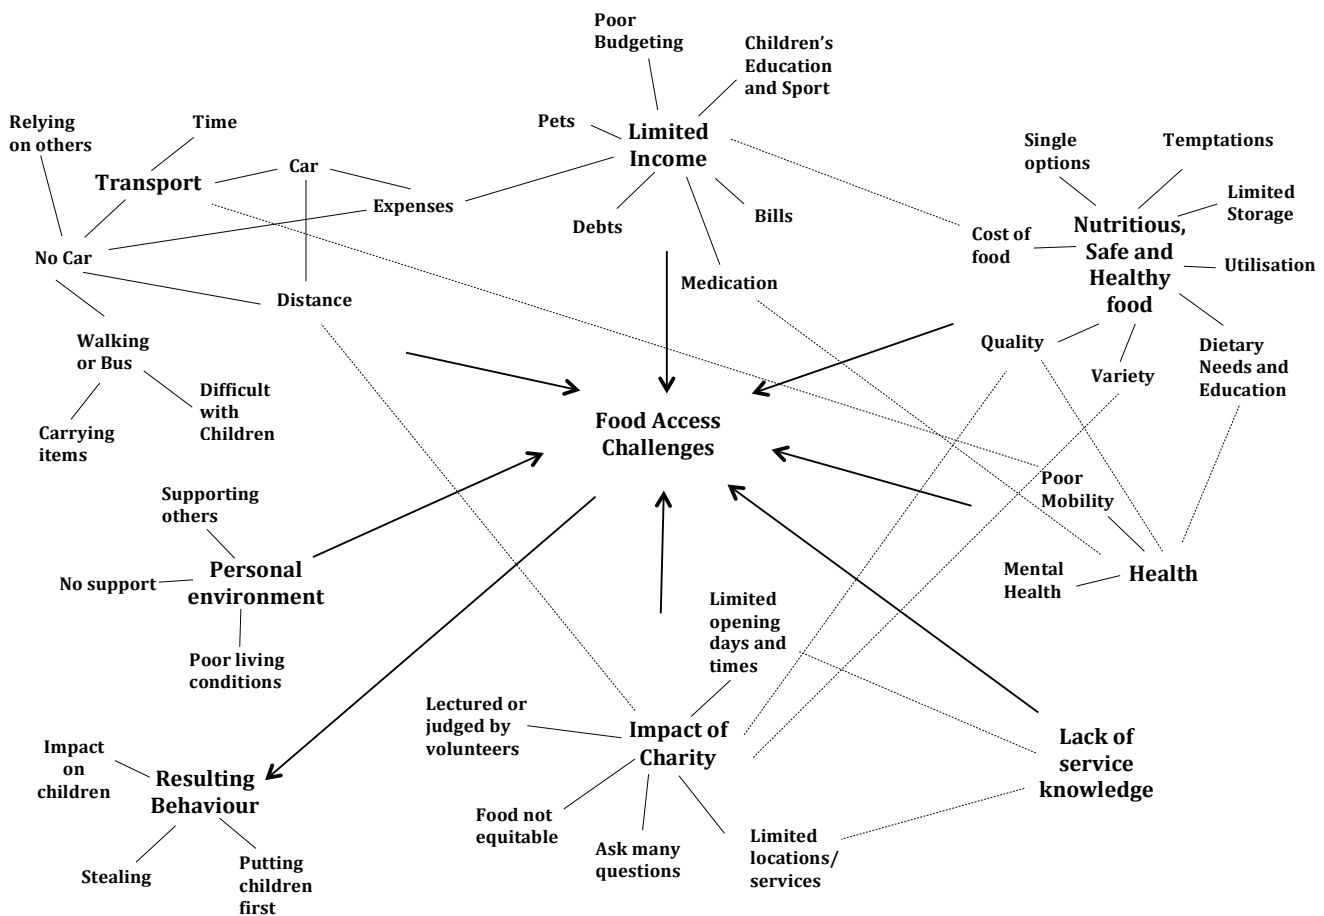 Poor
Budgeting
Children's
Education
and Sport
Pets
Limited
Income
Debts
Bills
Medication
Relying
on others
Time
Transport
Car
Expenses
No Car
Distance
Walking
or Bus
Difficult
with
Children
Carrying
items
Single
options
Temptations
Limited
Storage
Nutritious,
Safe and
Healthy
food
Cost of
food
Utilisation
Quality
Variety
Dietary
Needs and
Education
Food Access
Challenges
Supporting
others
No support
Personal
environment
Poor living
conditions
Poor
Mobility
Mental
Health
Health
Limited
opening
days and
times
Lectured or
judged by
volunteers
Impact of
Charity
Food not
equitable
Ask many
questions
Limited
locations/
services
Lack of
service
knowledge
Impact
on
children
Resulting
Behaviour
Stealing
Putting
children
first